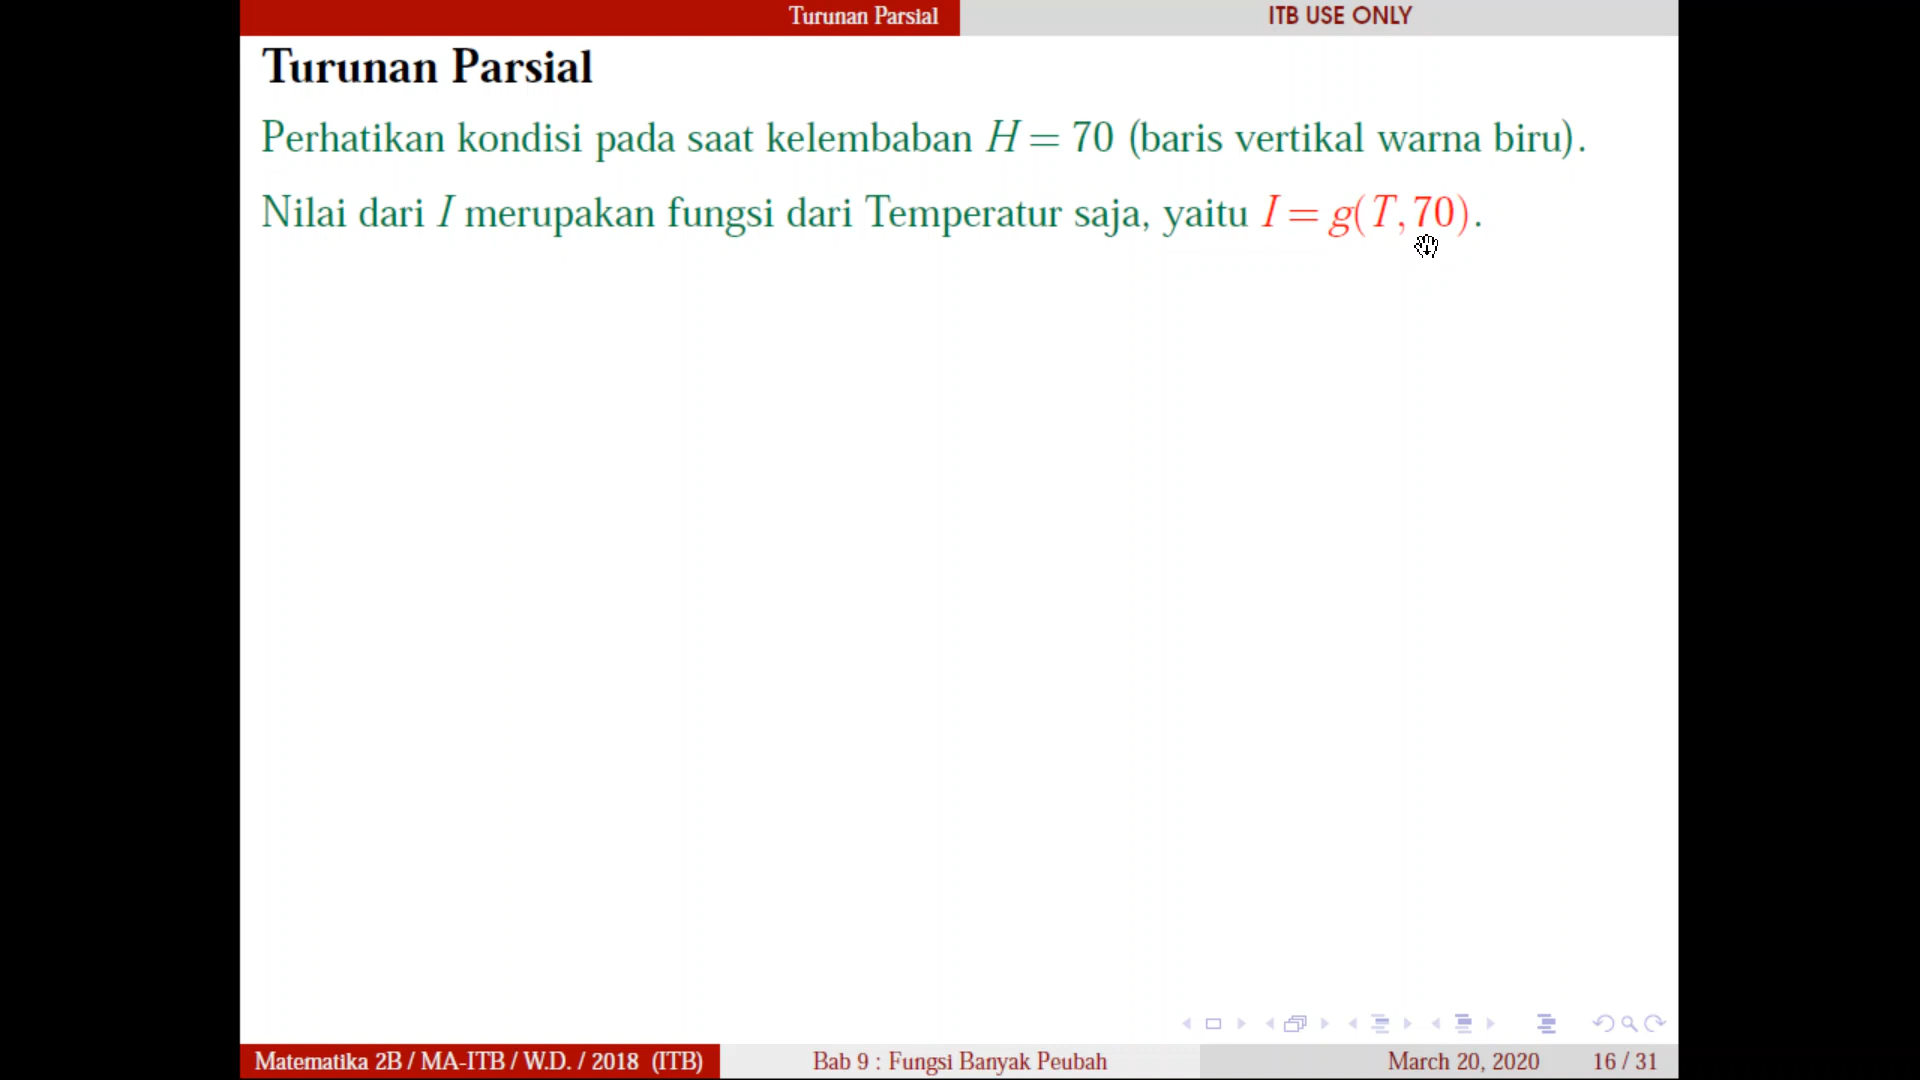 Turunan Parsial
ITB USE ONLY
Turunan Parsial
Perhatikan kondisi pada saat kelembaban H = 70 (baris vertikal warna biru).
Nilai dari I merupakan fungsi dari Temperatur saja, yaitu I = g(T, 70).
Matematika 2B / MA-ITB / W.D. / 2018 (ITB)
Bab 9 : Fungsi Banyak Peubah
March 20, 2020
16 / 31